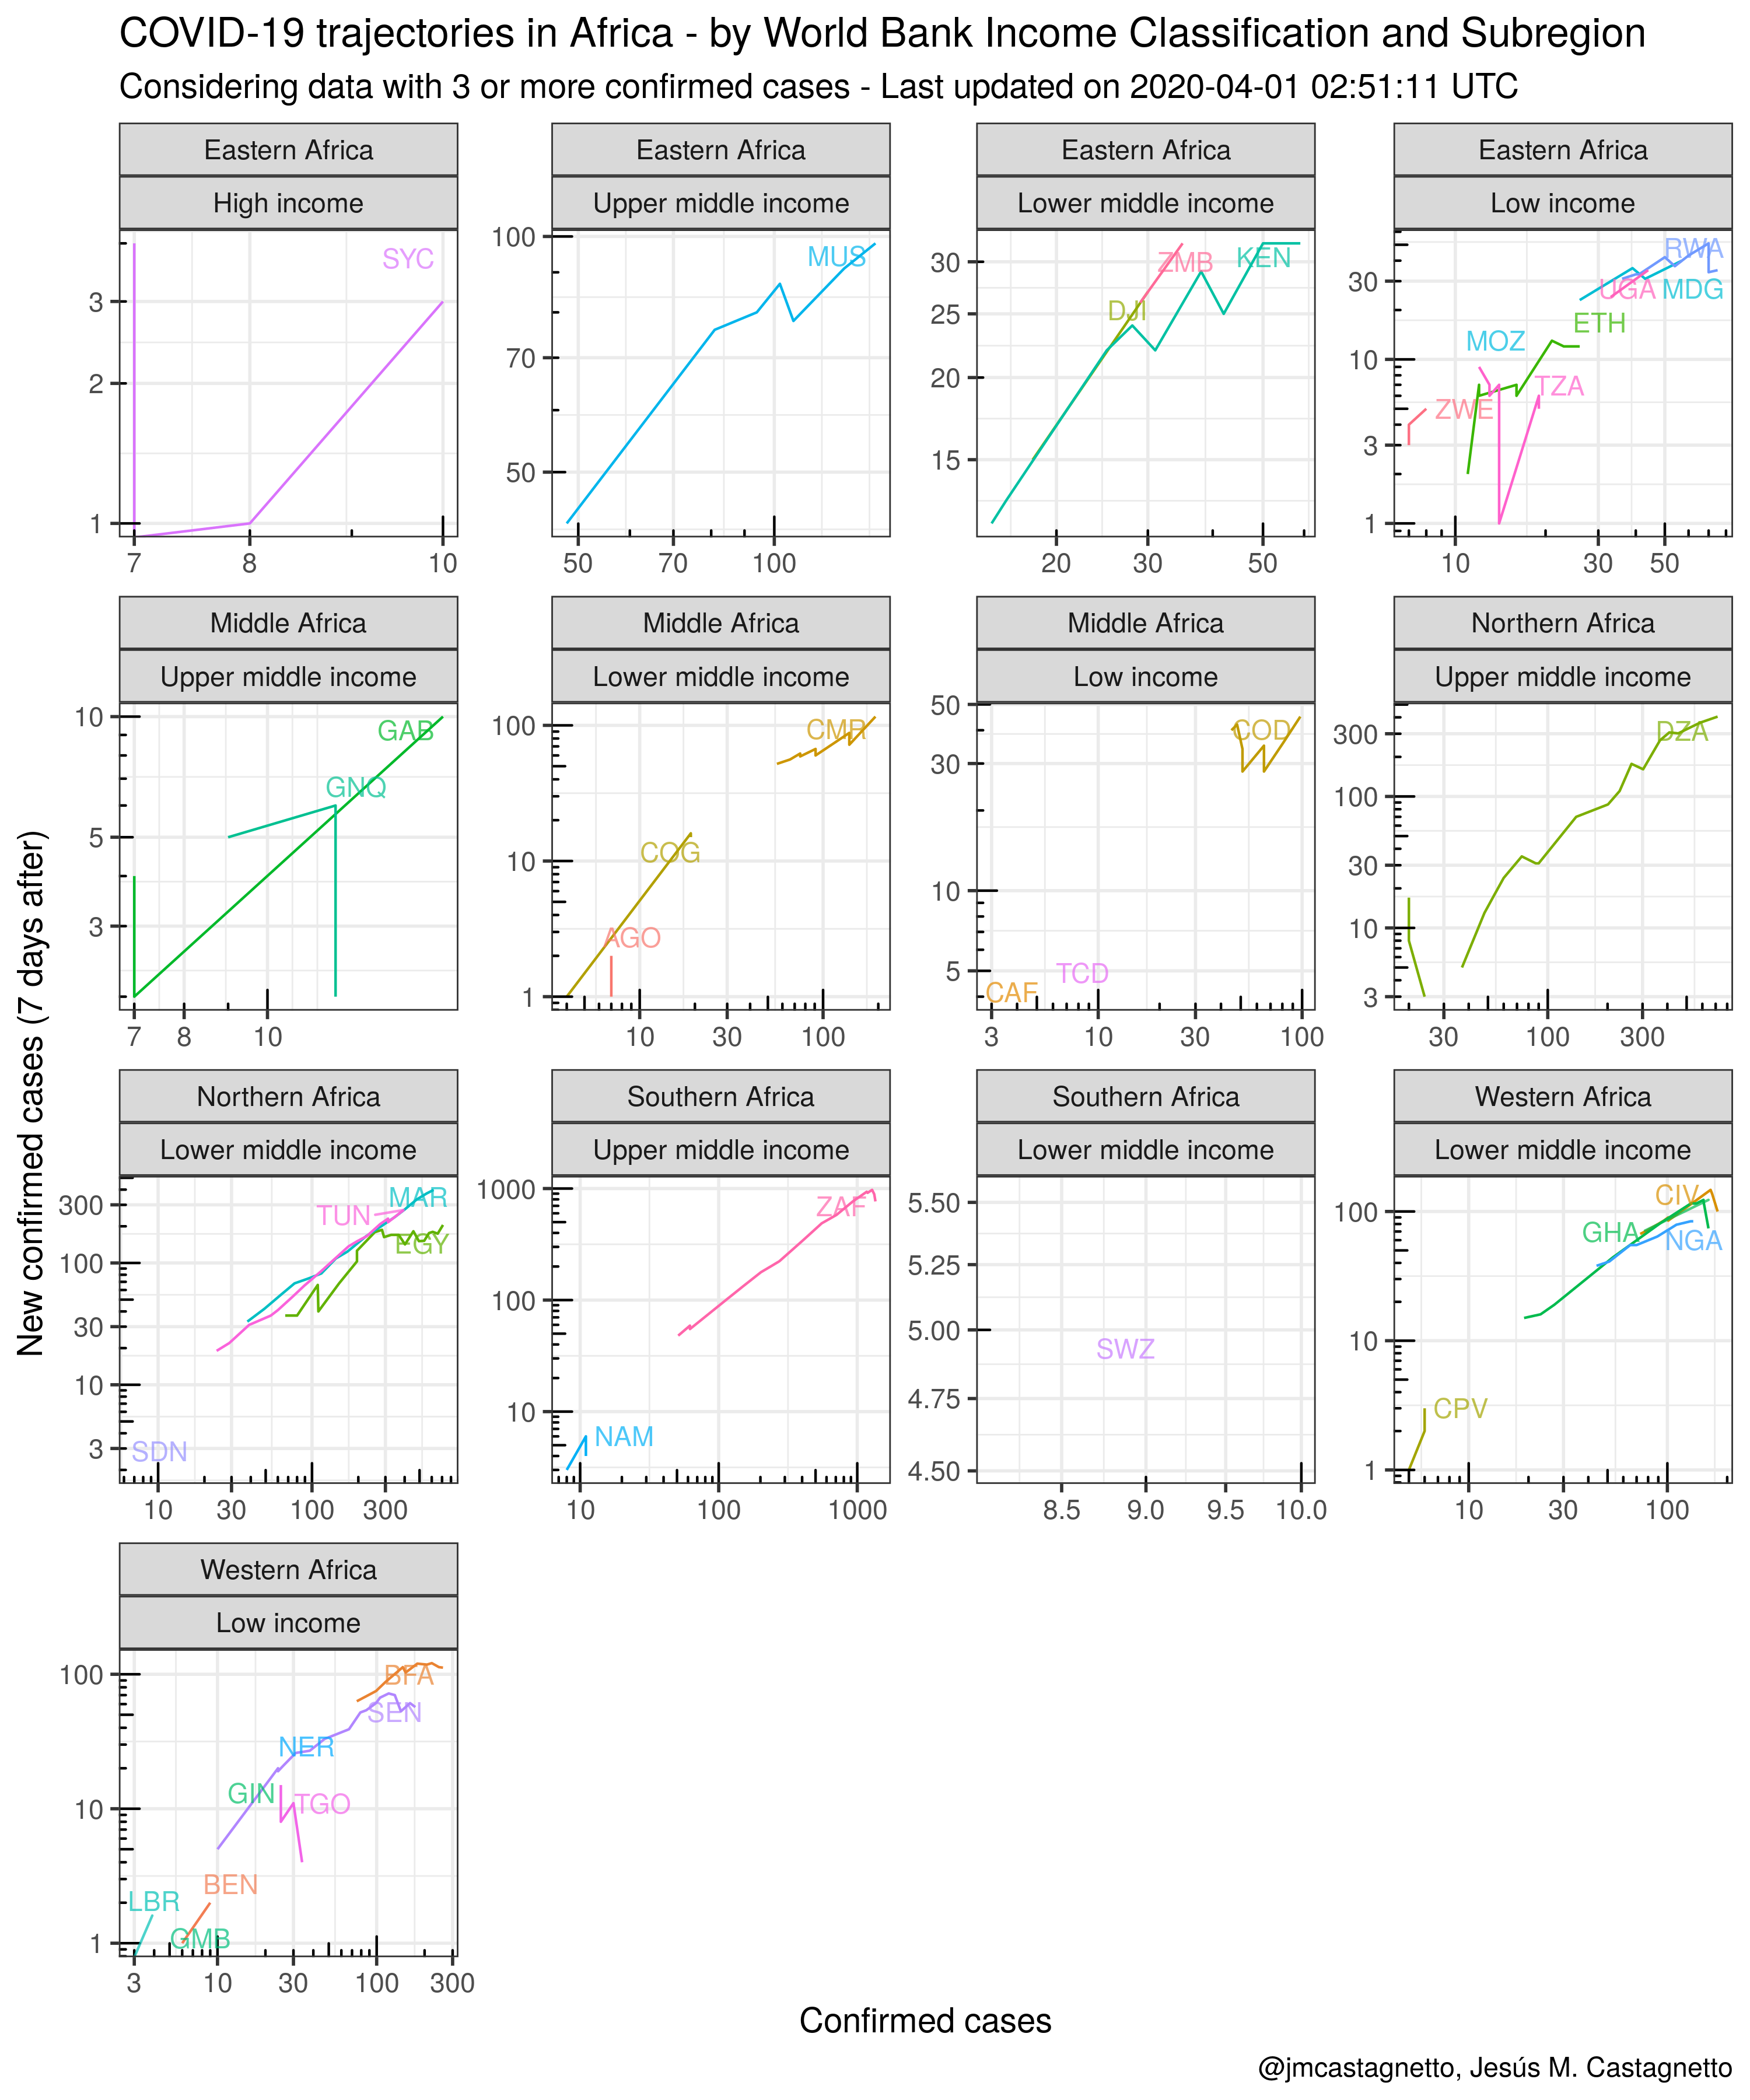 COVID-19 trajectories in Africa - by World Bank Income Classification and Subregion
Considering data with 3 or more confirmed cases - Last updated on 2020-04-01 02:51:11 UTC
Eastern Africa
High income
SYC
3
2
1
7 8 10
Eastern Africa
Upper middle income
MUS
100
70
50
50 70 100
Eastern Africa
Lower middle income
ZMB KEN
DJI
30
25
20
15
20 30 50
Eastern Africa
Low income
RWA
UGA MDG
ETH
MOZ
TZA
ZWE
30
10
3
1
10 30 50
Middle Africa
Upper middle income
GAB
GNQ
10
5
3
7 8 10
Middle Africa
Lower middle income
CMR
COG
AGO
100
10
1
10 30 100
Middle Africa
Low income
COD
TCD
CAF
50
30
10
5
3 10 30 100
Northern Africa
Upper middle income
DZA
300
100
30
10
3
30 100 300
New confirmed cases (7 days after)
Northern Africa
Lower middle income
MAR
TUN
EGY
SDN
300
100
30
10
3
10 30 100 300
Southern Africa
Upper middle income
ZAF
NAM
1000
100
10
10 100 1000
Southern Africa
Lower middle income
SWZ
5.50
5.25
5.00
4.75
4.50
8.5 9.0 9.5 10.0
Western Africa
Lower middle income
CIV
GHA
NGA
CPV
100
10
1
10 30 100
Western Africa
Low income
BFA
SEN
NER
GIN
TGO
BEN
LBR
GMB
100
10
1
3 10 30 100 300
Confirmed cases
@jmcastagnetto, Jesús M. Castagnetto